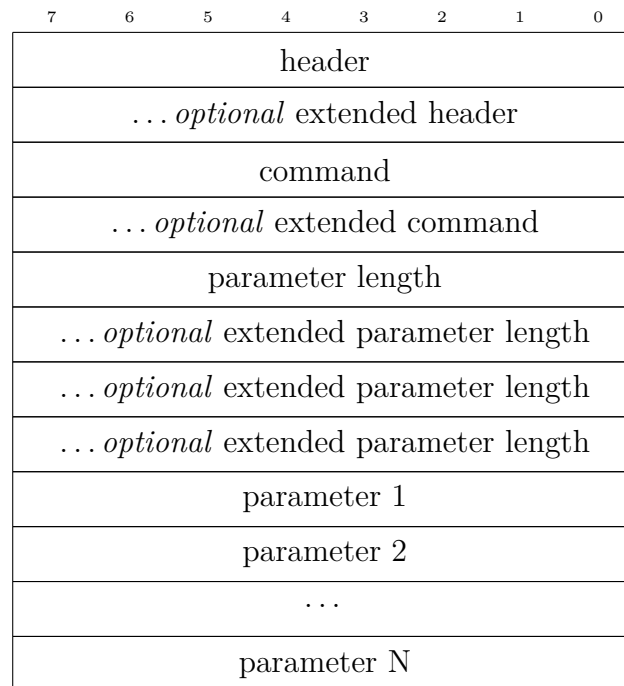 7 6 5 4 3 2 1 0
header
... optional extended header
command
... optional extended command
parameter length
... optional extended parameter length
... optional extended parameter length
... optional extended parameter length
parameter 1
parameter 2
...
parameter N